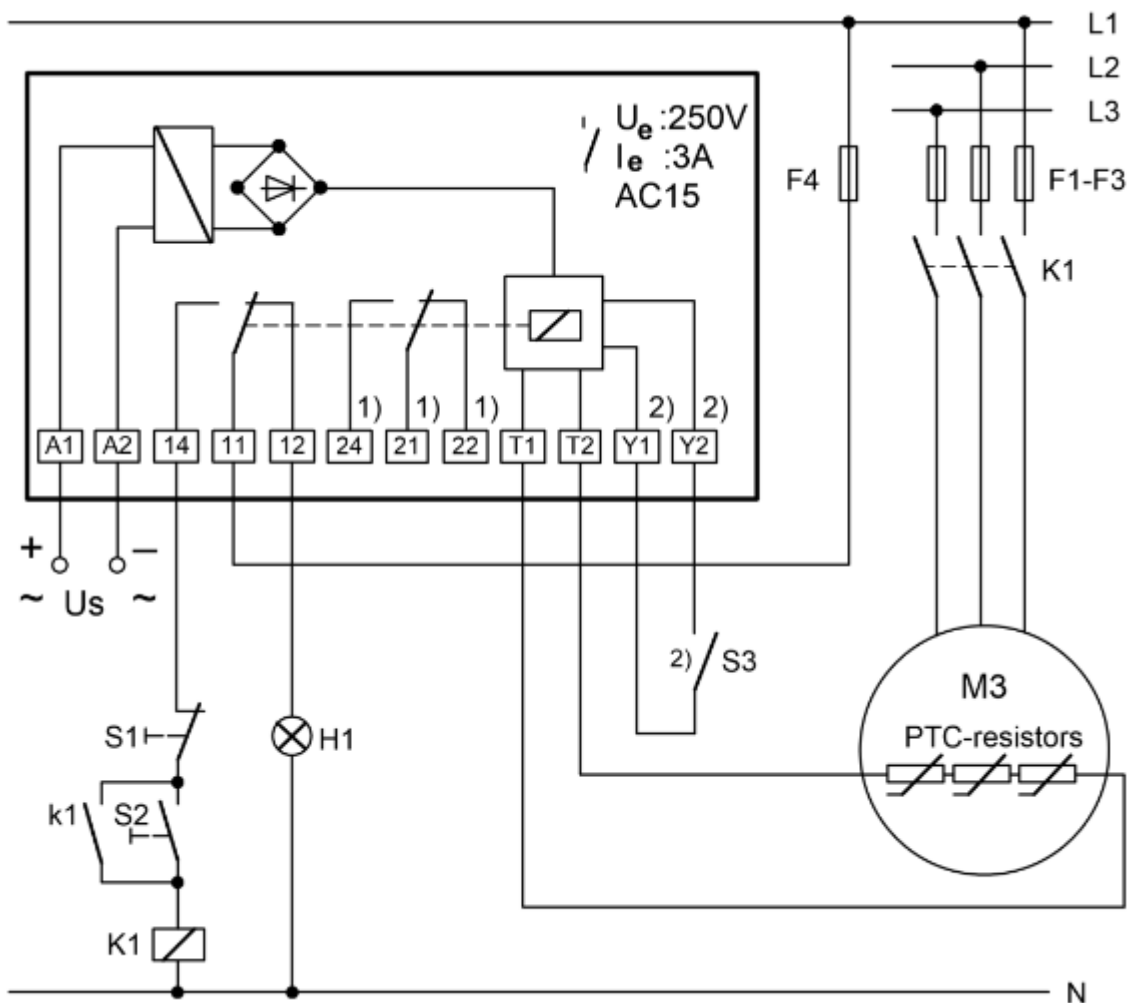 L1
L2
L3
Ue :250V
Ie :3A
AC15
F4
F1-F3
K1
1) 1) 1) 2) 2)
A1 A2 14 11 12 24 21 22 T1 T2 Y1 Y2
+ –
~ Us ~
2) S3
M3
PTC-resistors
S1
H1
k1 S2
K1
N